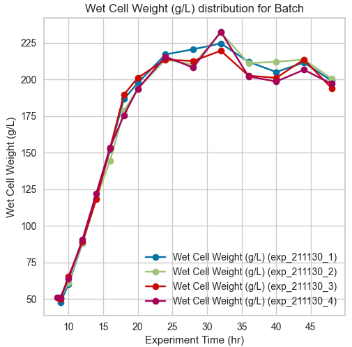 Wet Cell Weight (g/L) distribution for Batch
Wet Cell Weight (g/L)
225
200
175
150
125
100
75
50
Wet Cell Weight (g/L) (exp_211130_1)
Wet Cell Weight (g/L) (exp_211130_2)
Wet Cell Weight (g/L) (exp_211130_3)
Wet Cell Weight (g/L) (exp_211130_4)
10 15 20 25 30 35 40 45
Experiment Time (hr)